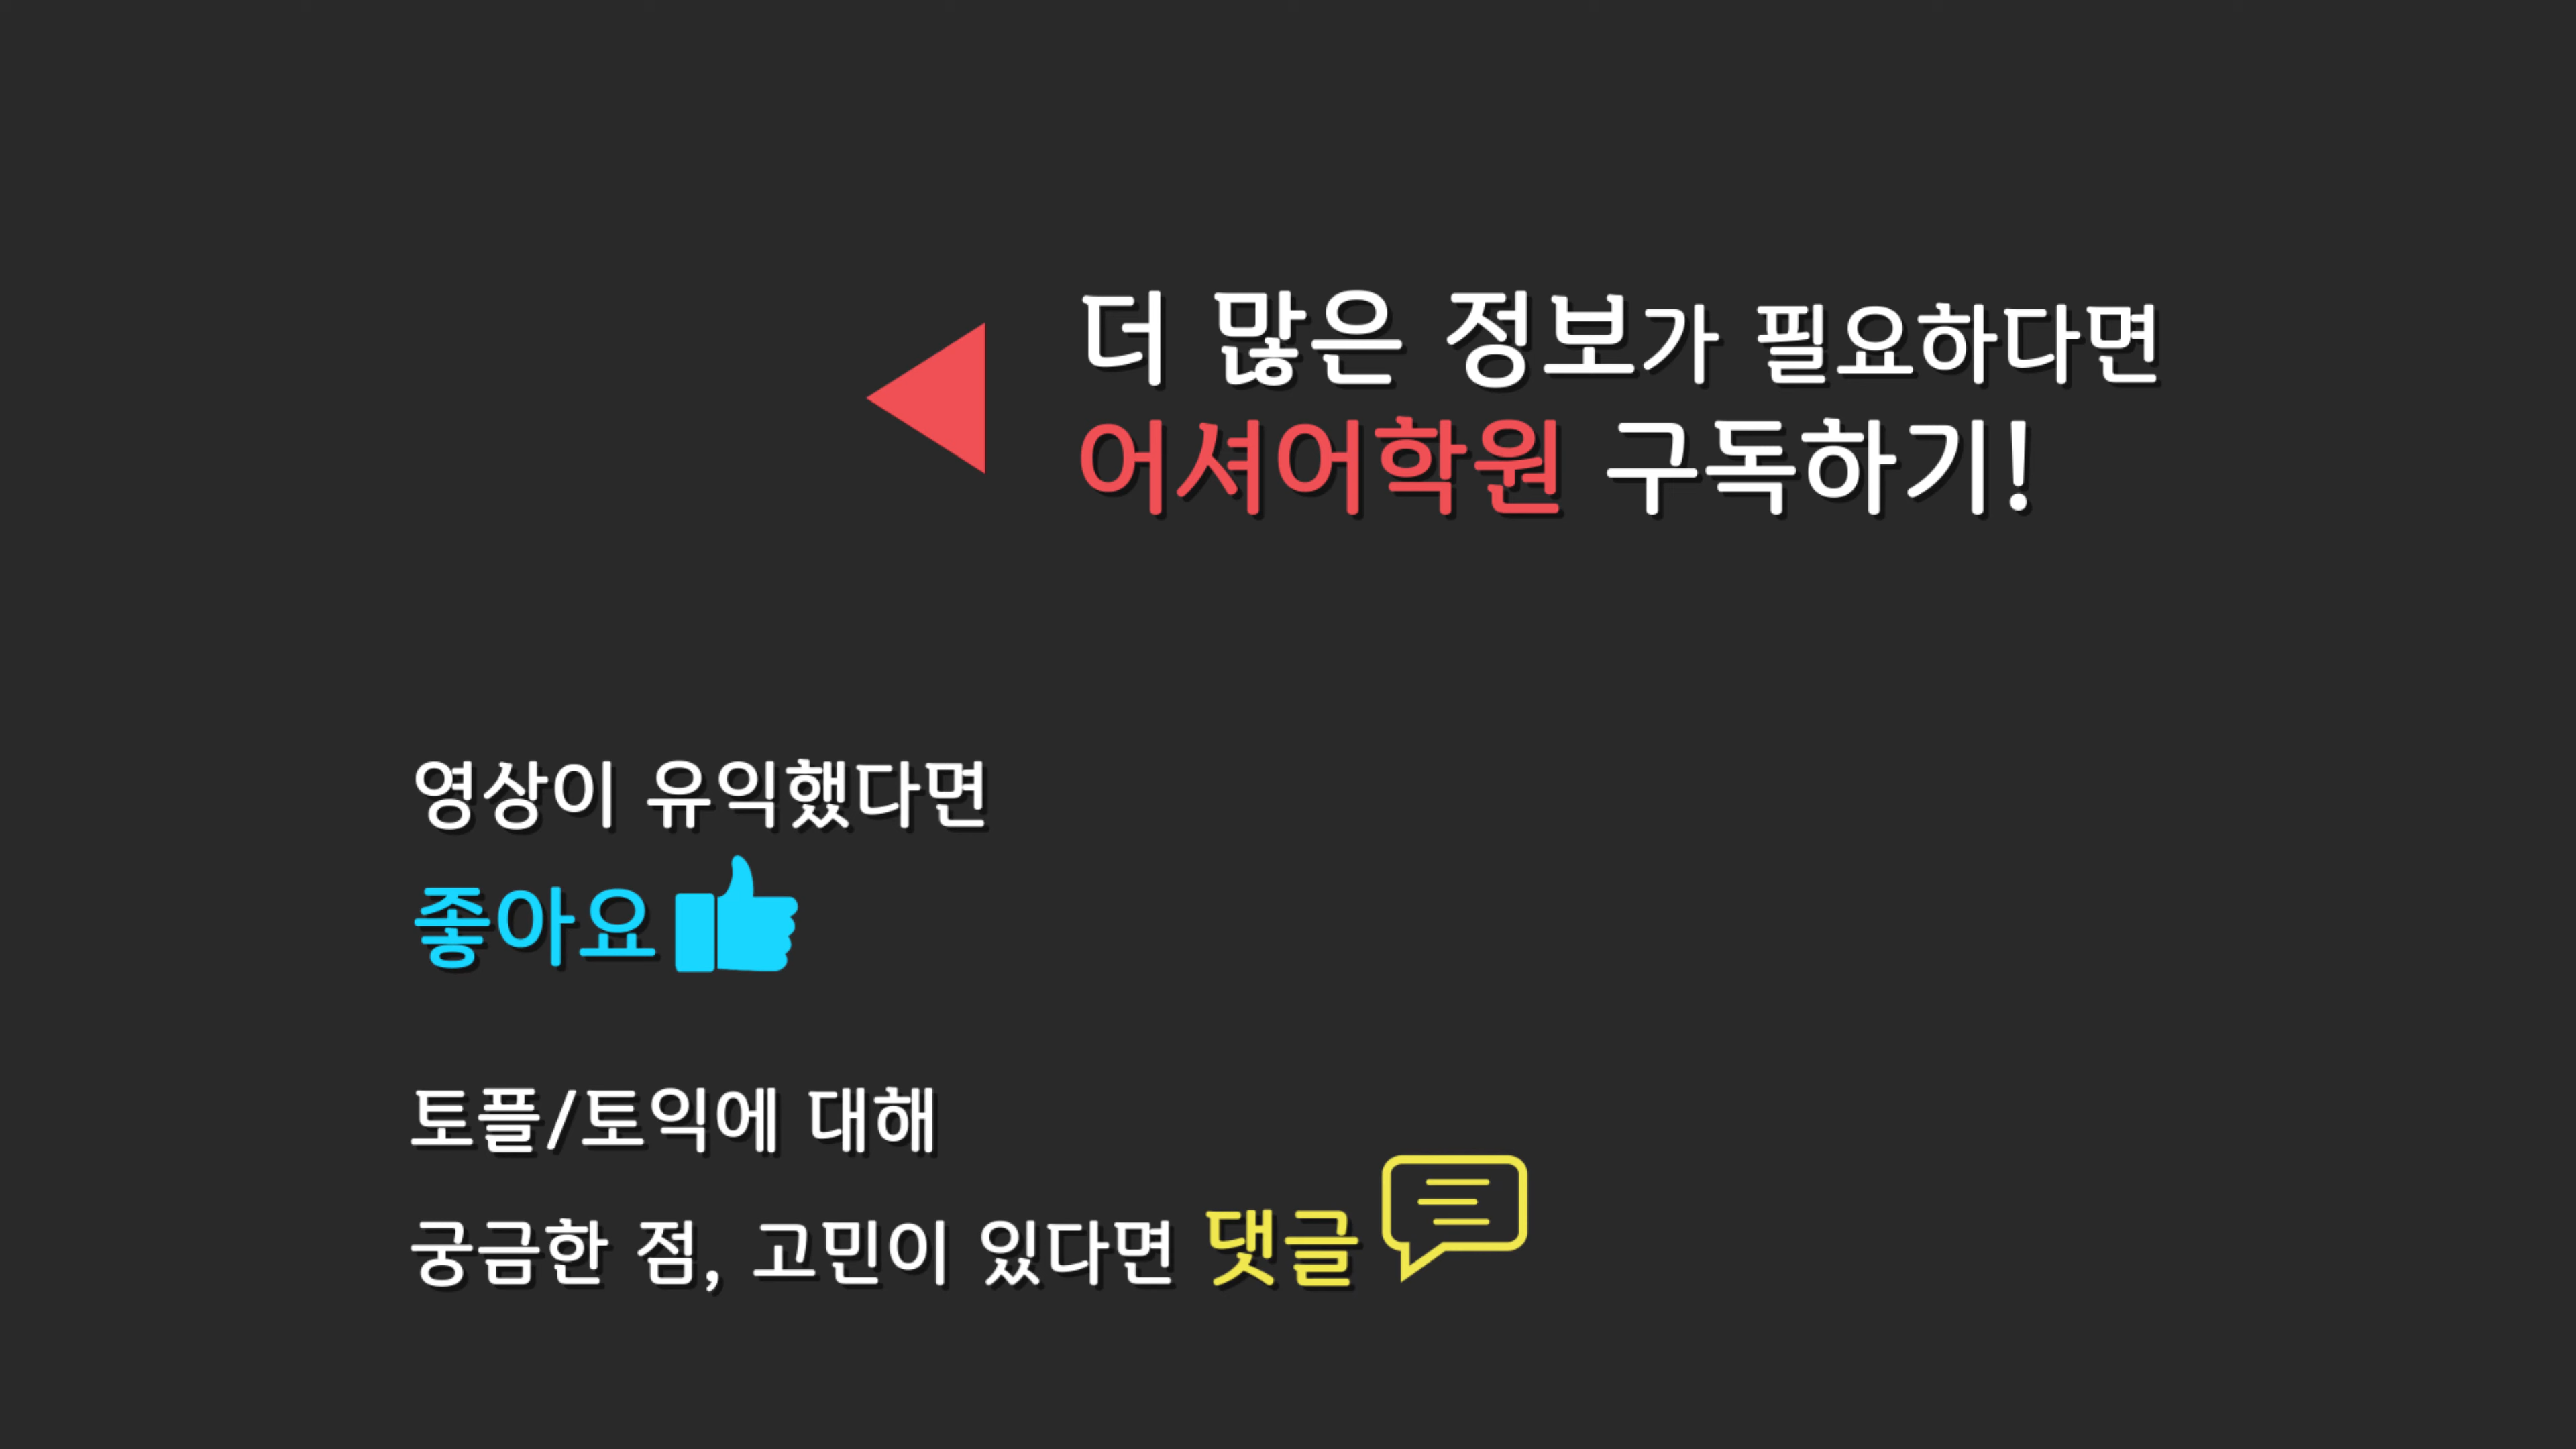 더 많은 정보가 필요하다면
어셔어학원 구독하기!
영상이 유익했다면
좋아요
토플/토익에 대해
궁금한 점, 고민이 있다면 댓글